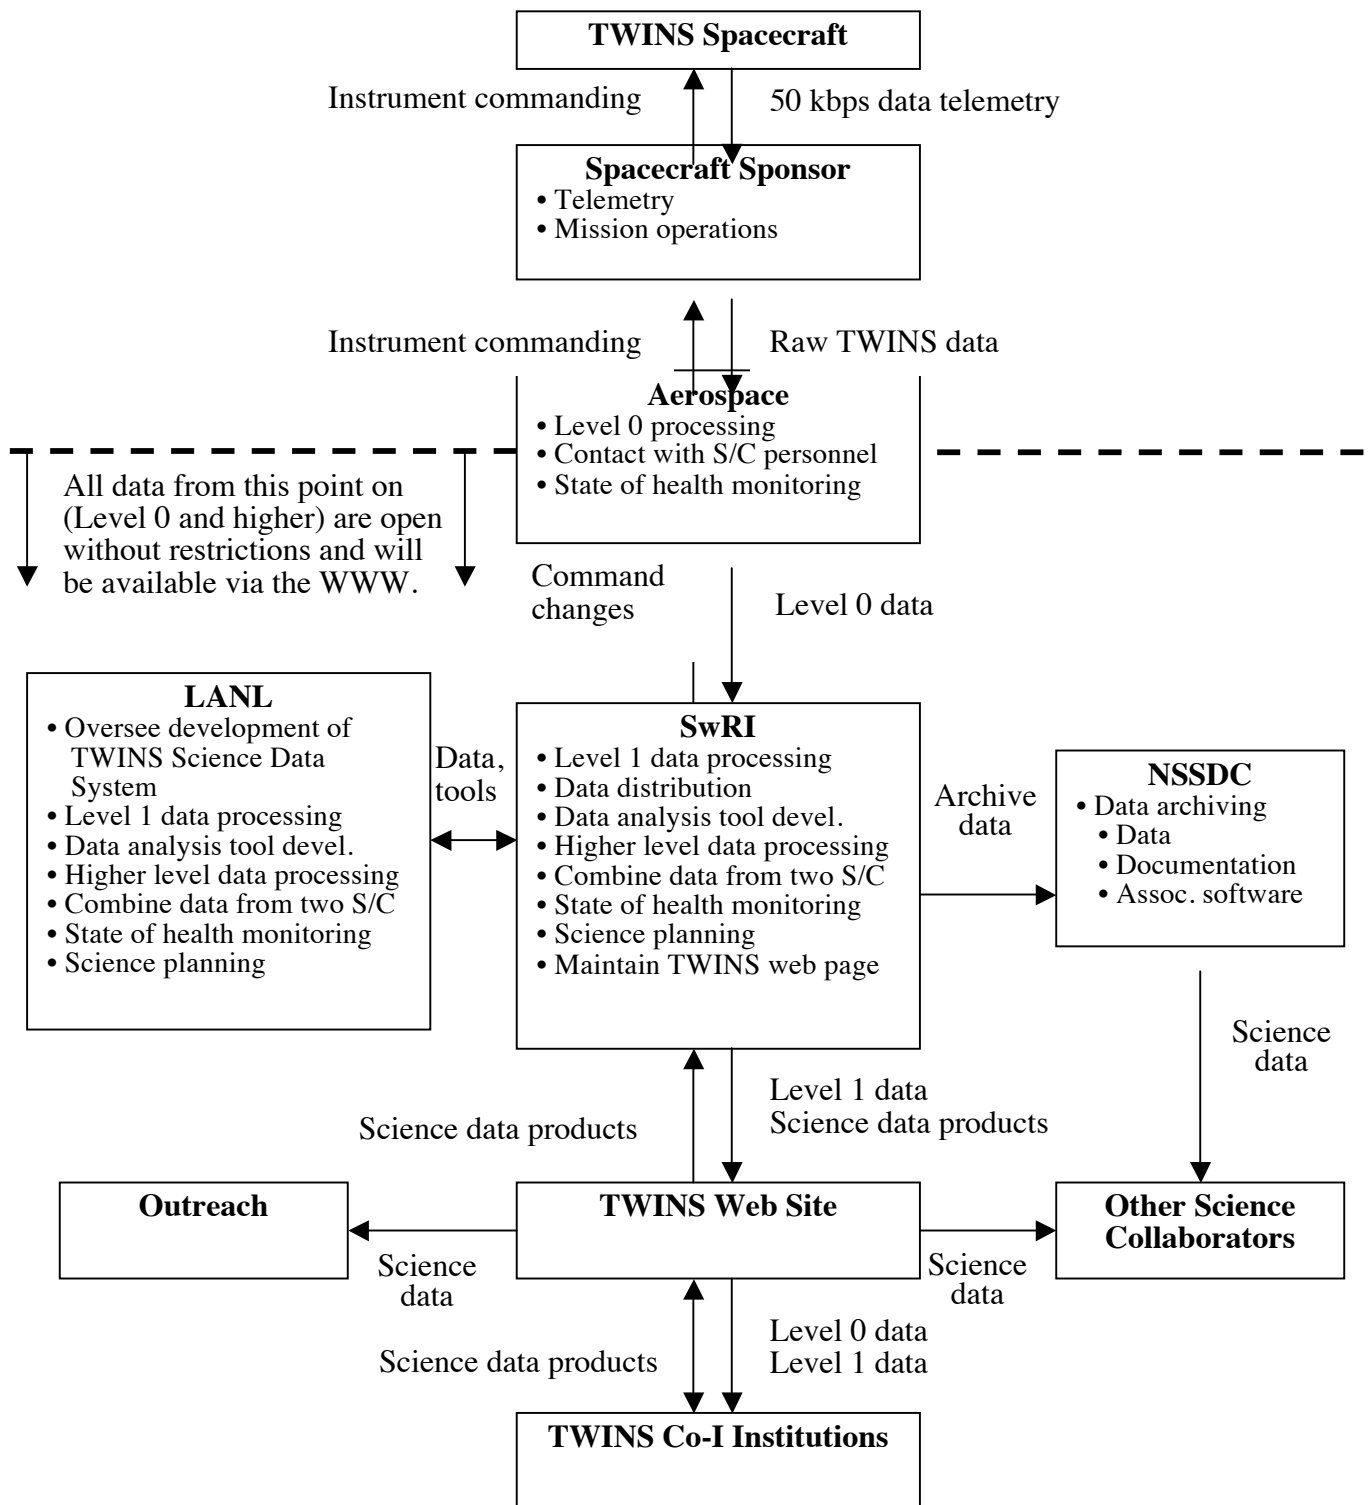 TWINS Spacecraft
Instrument commanding
50 kbps data telemetry
Spacecraft Sponsor
• Telemetry
• Mission operations
Instrument commanding
Raw TWINS data
Aerospace
• Level 0 processing
• Contact with S/C personnel
• State of health monitoring
All data from this point on
(Level 0 and higher) are open
without restrictions and will
be available via the WWW.
Command
changes
Level 0 data
LANL
• Oversee development of
TWINS Science Data
System
• Level 1 data processing
• Data analysis tool devel.
• Higher level data processing
• Combine data from two S/C
• State of health monitoring
• Science planning
Data,
tools
SwRI
• Level 1 data processing
• Data distribution
• Data analysis tool devel.
• Higher level data processing
• Combine data from two S/C
• State of health monitoring
• Science planning
• Maintain TWINS web page
Archive
data
NSSDC
• Data archiving
• Data
• Documentation
• Assoc. software
Science
data
Science data products
Level 1 data
Science data products
Outreach
TWINS Web Site
Other Science
Collaborators
Science
data
Science
data
Science data products
Level 0 data
Level 1 data
TWINS Co-I Institutions